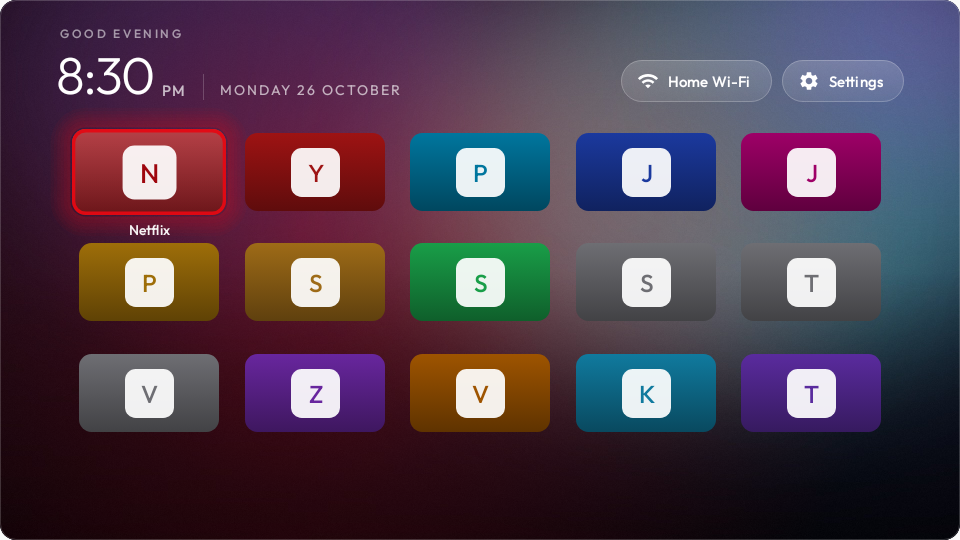 GOOD EVENING
8:30 PM
MONDAY 26 OCTOBER
Home Wi-Fi
Settings
N
Y
P
J
J
Netflix
P
S
S
S
T
V
Z
V
K
T